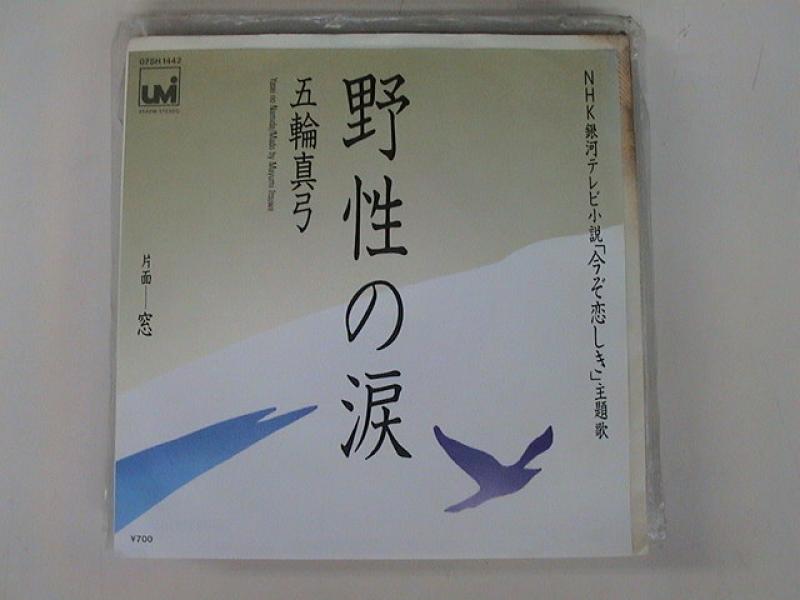 NHK銀河テレビ小説「今ぞ恋しき」主題歌
野性の涙
五輪真弓
Yasei no Namida/Mado by Mayumi Itsuwa
片面──窓
07SH 1442
UMI
STEREO
¥700